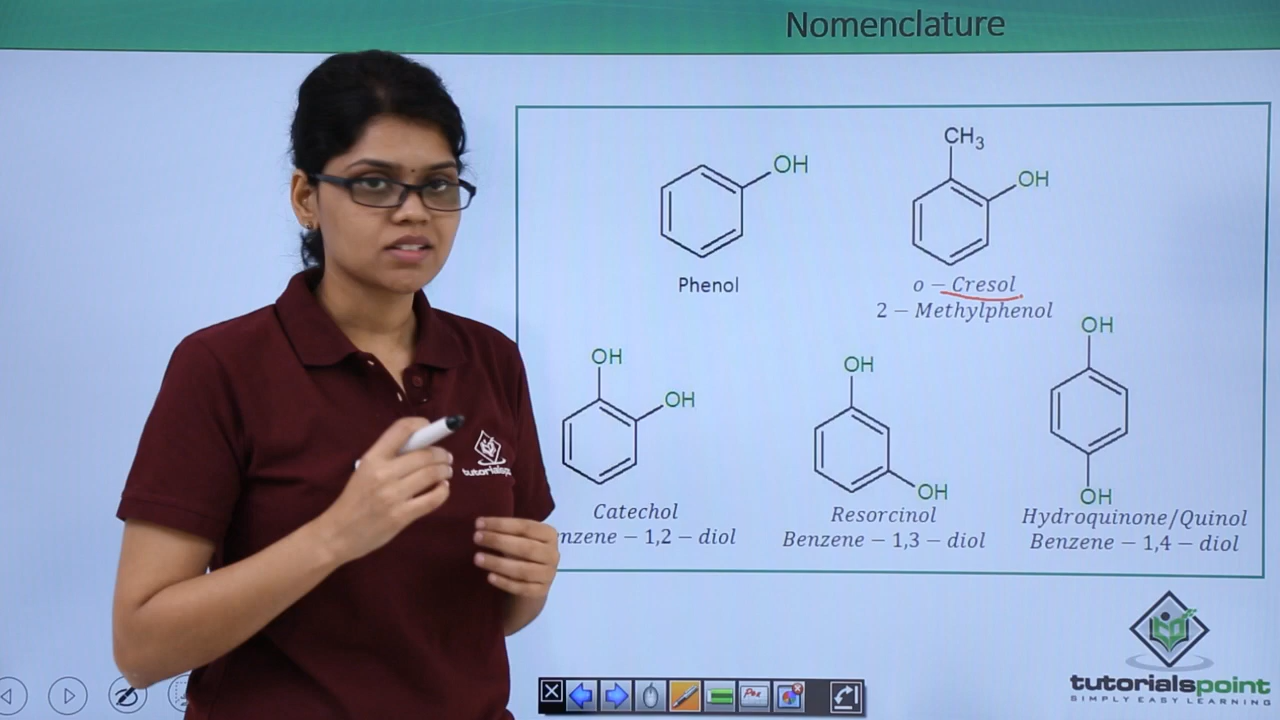 Nomenclature
OH
Phenol
CH3
OH
o – Cresol
2 – Methylphenol
OH
OH
Catechol
nzene – 1,2 – diol
OH
OH
Resorcinol
Benzene – 1,3 – diol
OH
OH
Hydroquinone/Quinol
Benzene – 1,4 – diol
tutorialspoint
SIMPLY EASY LEARNING